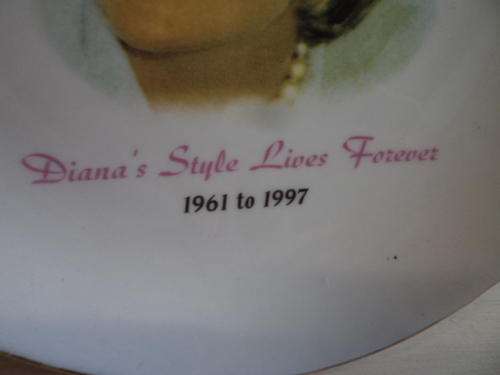 Diana's Style Lives Forever
1961 to 1997